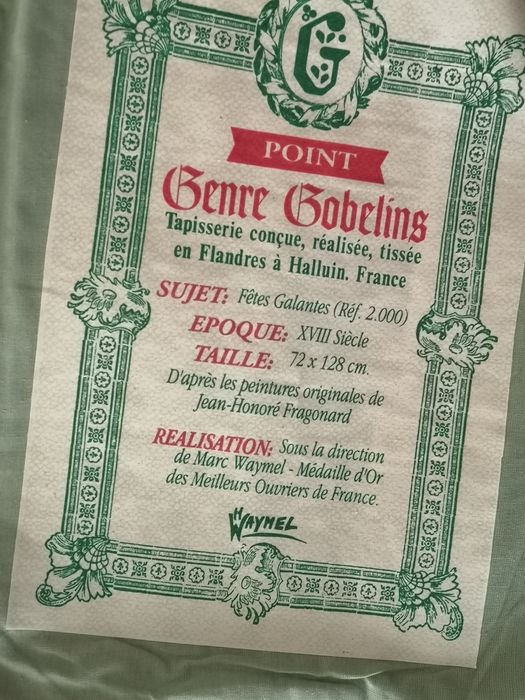 G
POINT
Genre Gobelins
Tapisserie conçue, réalisée, tissée
en Flandres à Halluin. France
SUJET: Fêtes Galantes (Réf. 2.000)
EPOQUE: XVIII Siècle
TAILLE: 72 x 128 cm.
D'après les peintures originales de
Jean-Honoré Fragonard
REALISATION: Sous la direction
de Marc Waymel - Médaille d'Or
des Meilleurs Ouvriers de France.
WAYMEL